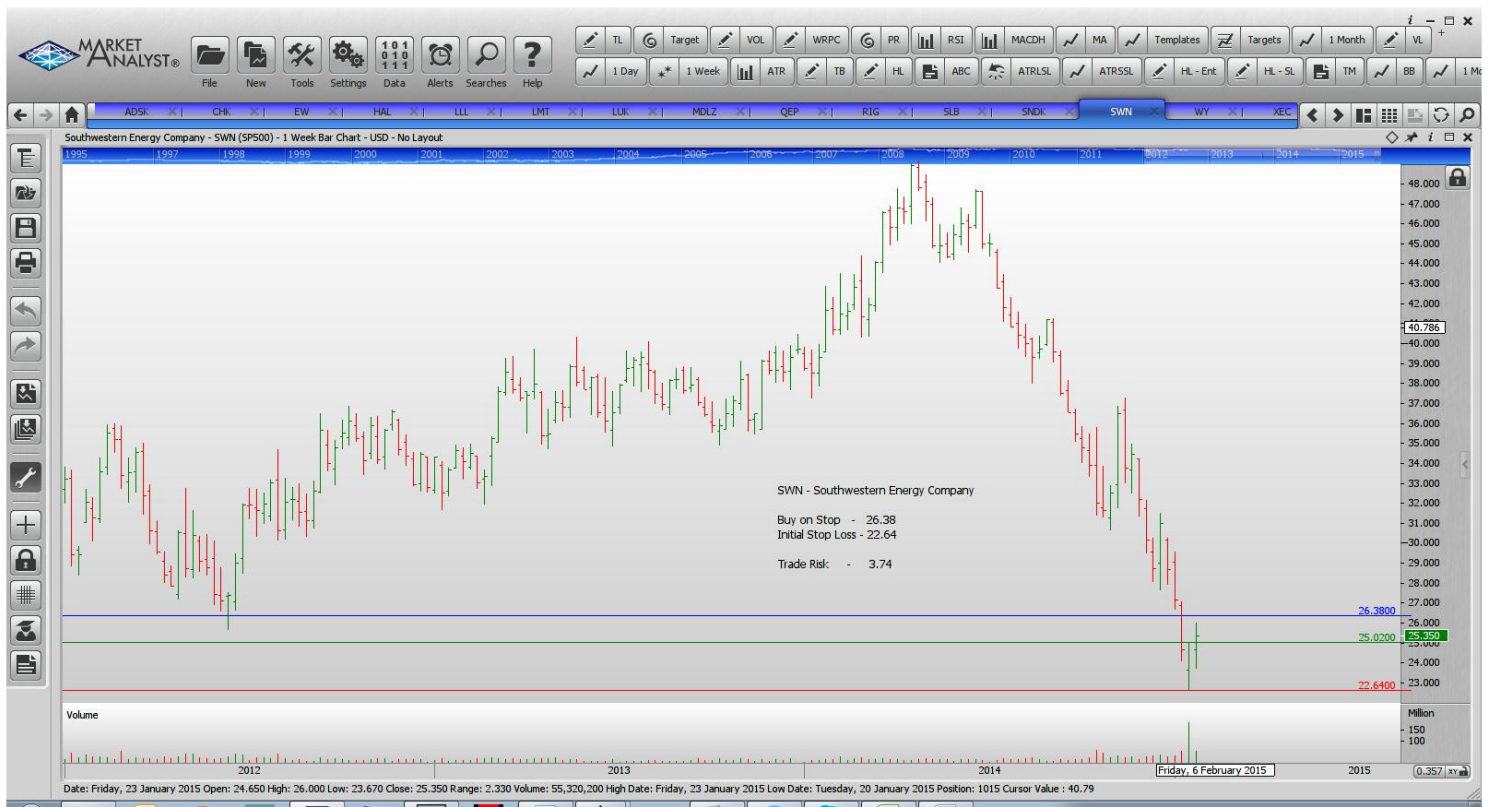 MARKET
ANALYST®
File
New
Tools
Settings
101
010
111
Data
Alerts
Searches
?
Help
TL
Target
VOL
WRPC
PR
RSI
MACDH
MA
Templates
Targets
1 Month
VL
1 Day
1 Week
ATR
TB
HL
ABC
ATRLSL
ATRSSL
HL - Ent
HL - SL
TM
BB
ADSK
CHK
EW
HAL
LLL
LMT
LUK
MDLZ
QEP
RIG
SLB
SNDK
SWN
WY
XEC
Southwestern Energy Company - SWN (SP500) - 1 Week Bar Chart - USD - No Layout
1995 1997 1998 1999 2000 2001 2002 2003 2004 2005 2006 2007 2008 2009 2010 2011 2012 2013 2014 2015
48.000
47.000
46.000
45.000
44.000
43.000
42.000
40.786
40.000
39.000
38.000
37.000
36.000
35.000
34.000
33.000
32.000
31.000
30.000
29.000
28.000
27.000
26.000
25.350
24.000
23.000
SWN - Southwestern Energy Company
Buy on Stop - 26.38
Initial Stop Loss - 22.64
Trade Risk - 3.74
26.3800
25.0200
22.6400
Volume
Million
150
100
2012
2013
2014
Friday, 6 February 2015
2015
0.357 XY
Date: Friday, 23 January 2015 Open: 24.650 High: 26.000 Low: 23.670 Close: 25.350 Range: 2.330 Volume: 55,320,200 High Date: Friday, 23 January 2015 Low Date: Tuesday, 20 January 2015 Position: 1015 Cursor Value : 40.79